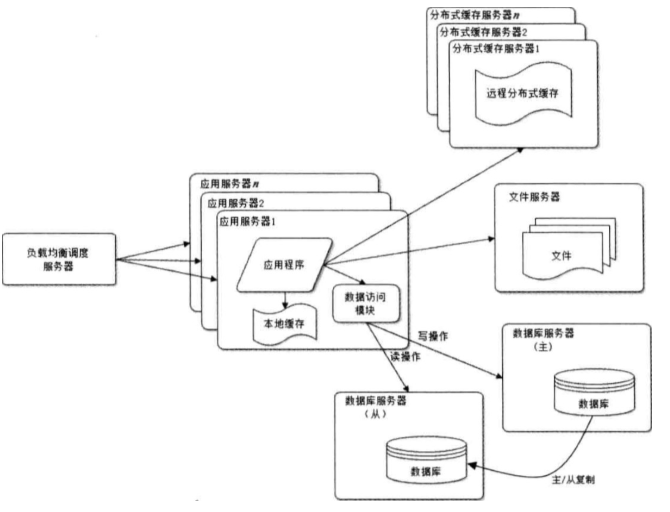 分布式缓存服务器n
分布式缓存服务器2
分布式缓存服务器1
远程分布式缓存
应用服务器n
应用服务器2
应用服务器1
应用程序
本地缓存
数据访问
模块
负载均衡调度
服务器
文件服务器
文件
写操作
读操作
数据库服务器
（主）
数据库
数据库服务器
（从）
数据库
主/从复制